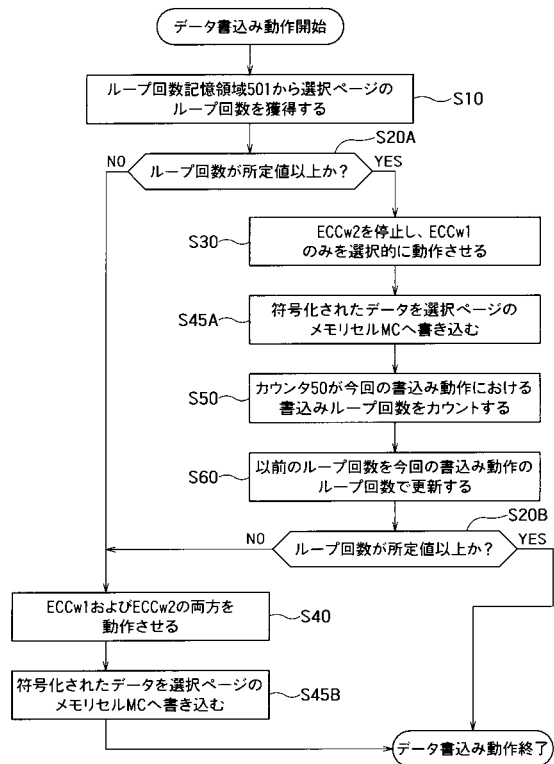 データ書込み動作開始
ループ回数記憶領域501から選択ページの
ループ回数を獲得する
S10
S20A
NO
ループ回数が所定値以上か？
YES
S30
ECCw2を停止し、ECCw1
のみを選択的に動作させる
S45A
符号化されたデータを選択ページの
メモリセルMCへ書き込む
S50
カウンタ50が今回の書込み動作における
書込みループ回数をカウントする
S60
以前のループ回数を今回の書込み動作の
ループ回数で更新する
S20B
NO
ループ回数が所定値以上か？
YES
ECCw1およびECCw2の両方を
動作させる
S40
符号化されたデータを選択ページの
メモリセルMCへ書き込む
S45B
データ書込み動作終了